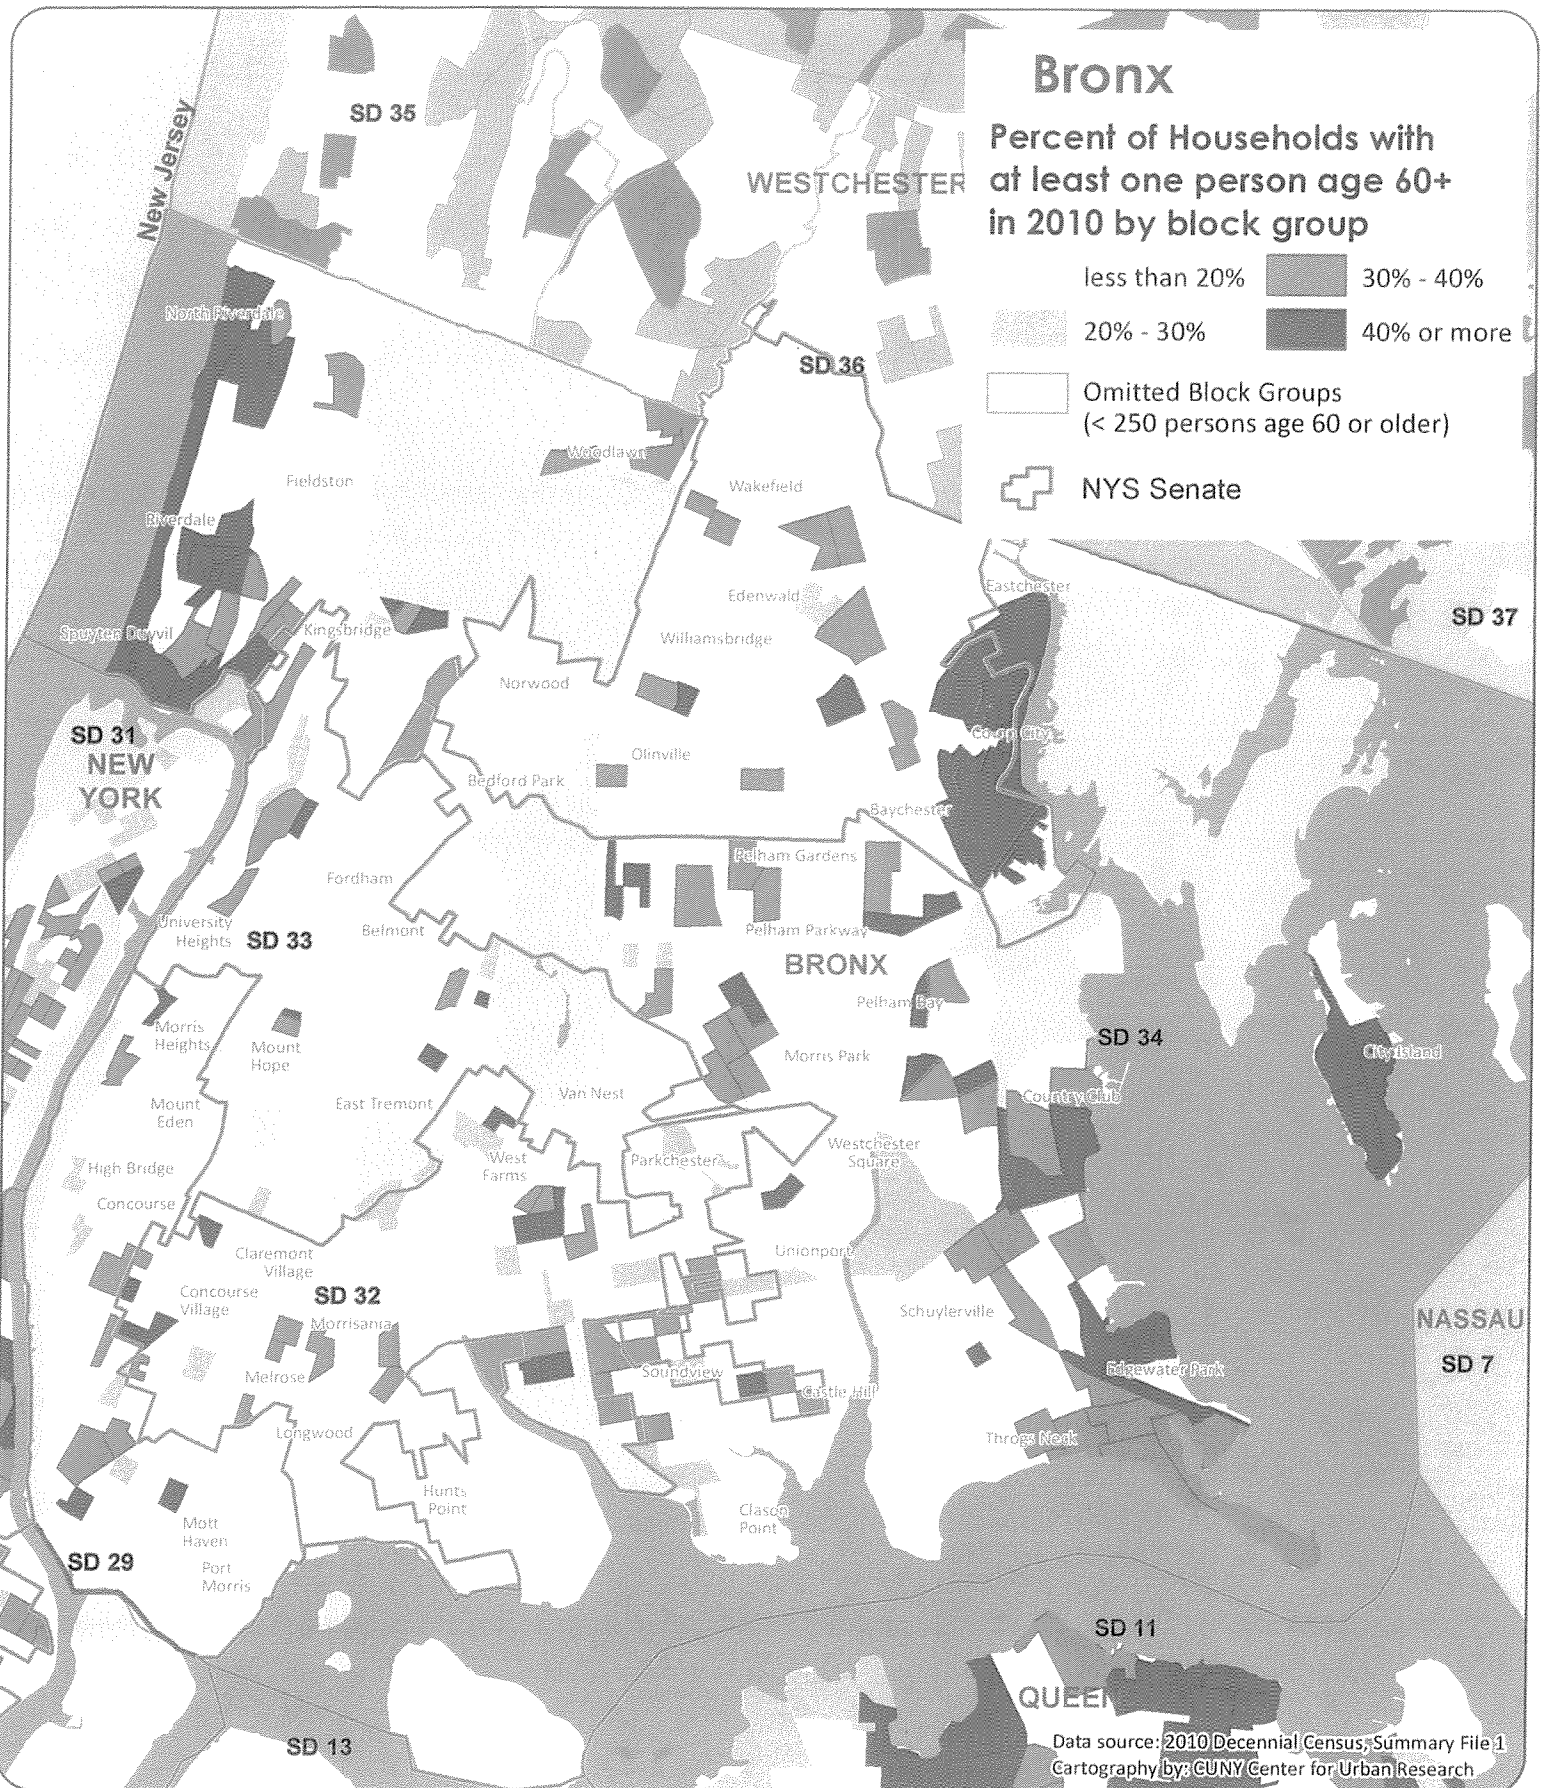 Bronx
Percent of Households with
at least one person age 60+
in 2010 by block group
less than 20%
30% - 40%
20% - 30%
40% or more
Omitted Block Groups
(< 250 persons age 60 or older)
NYS Senate
New Jersey
SD 35
WESTCHESTER
North Riverdale
SD 36
Woodlawn
Fieldston
Wakefield
Riverdale
Eastchester
Edenwald
SD 37
Spuyten Duyvil
Kingsbridge
Williamsbridge
Norwood
SD 31
NEW
YORK
Co-op City
Olinville
Bedford Park
Baychester
Pelham Gardens
Fordham
University
Heights
SD 33
Belmont
Pelham Parkway
BRONX
Pelham Bay
Morris
Heights
Mount
Hope
SD 34
Morris Park
City Island
Van Nest
Country Club
Mount
Eden
East Tremont
Westchester
Square
High Bridge
West
Farms
Parkchester
Concourse
Claremont
Village
Unionport
Concourse
Village
SD 32
Schuylerville
NASSAU
Morrisania
SD 7
Melrose
Soundview
Edgewater Park
Castle Hill
Longwood
Throgs Neck
Hunts
Point
Clason
Point
Mott
Haven
SD 29
Port
Morris
SD 11
QUEE
SD 13
Data source: 2010 Decennial Census, Summary File 1
Cartography by: CUNY Center for Urban Research